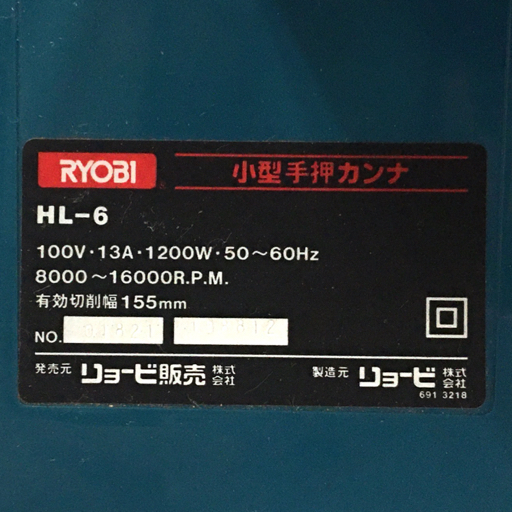 RYOBI 小型手押カンナ
HL-6
100V・13A・1200W・50～60Hz
8000～16000R.P.M.
有効切削幅155mm
NO.
発売元 リョービ販売株式会社 製造元 リョービ株式会社
691 3218